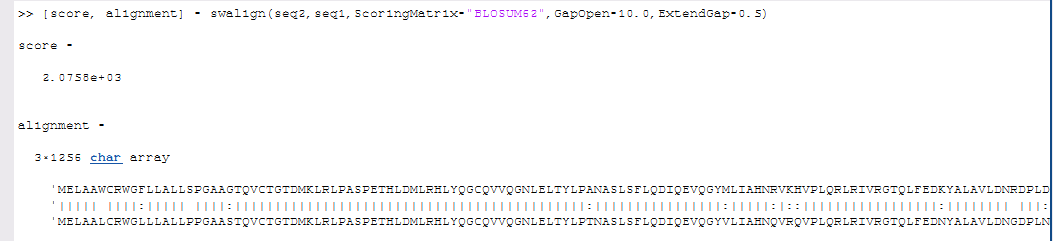 >> [score, alignment] = swalign(seq2,seq1,ScoringMatrix="BLOSUM62",GapOpen=10.0,ExtendGap=0.5)
score =
2.0758e+03
alignment =
3×1256 char array
'MELAAWCRWGFLLALLSPGAAGTQVCTGTDMKLRLPASPETHLDMLRHLYQGCQVVQGNLELTYLPANASLSFLQDIQEVQGYMLIAHNRVKHVPLQRLRIVRGTQLFEDKYALAVLDNRDPLD
'||||| ||||:||||| ||||:||||||||||||||||||||||||||||||||||||||||||||:||||||||||||||||:|||||:|::|||||||||||||||||:|||||||| |||:
'MELAALCRWGLLLALLPPGAASTQVCTGTDMKLRLPASPETHLDMLRHLYQGCQVVQGNLELTYLPTNASLSFLQDIQEVQGYVLIAHNQVRQVPLQRLRIVRGTQLFEDNYALAVLDNGDPLN